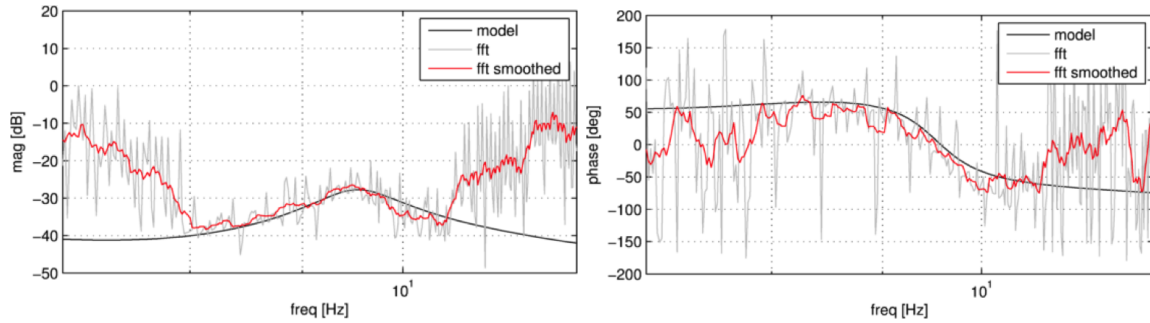 20
10
0
−10
−20
−30
−40
−50
mag [dB]
model
fft
fft smoothed
10¹
freq [Hz]
200
150
100
50
0
−50
−100
−150
−200
phase [deg]
model
fft
fft smoothed
10¹
freq [Hz]